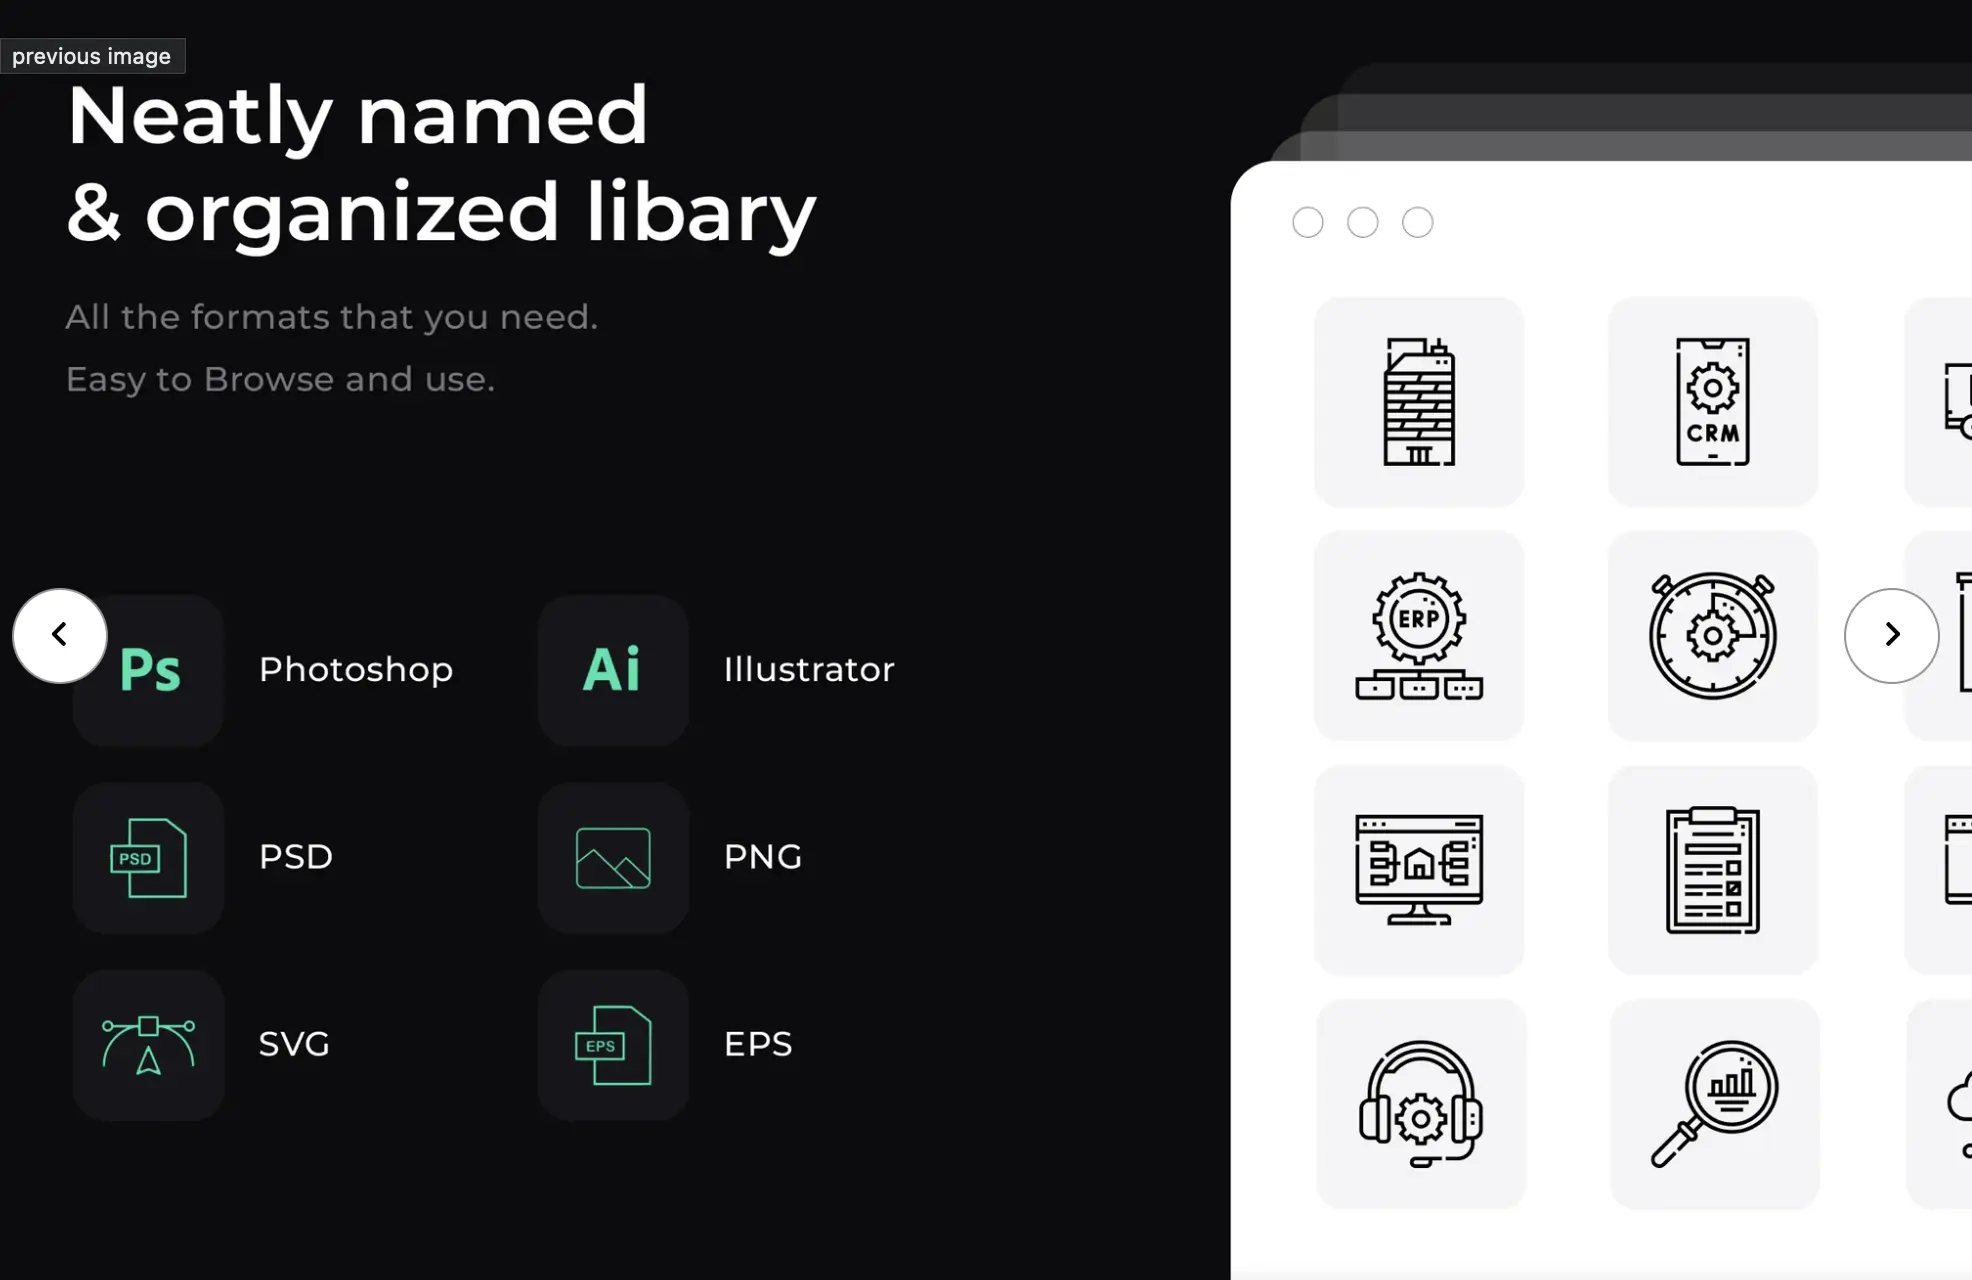 previous image
Neatly named
& organized libary
All the formats that you need.
Easy to Browse and use.
Ps
Photoshop
Ai
Illustrator
PSD
PSD
PNG
SVG
EPS
EPS
CRM
ERP